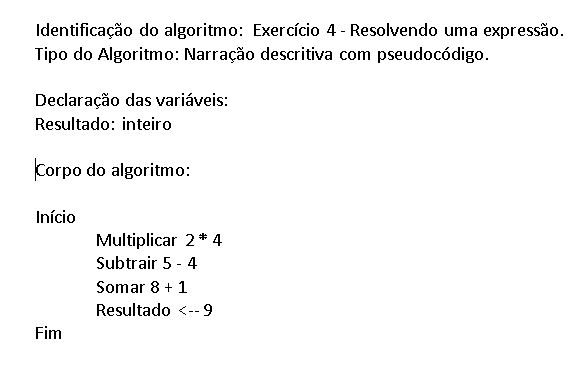 Identificação do algoritmo:  Exercício 4 - Resolvendo uma expressão.
Tipo do Algoritmo: Narração descritiva com pseudocódigo.
Declaração das variáveis:
Resultado: inteiro
Corpo do algoritmo:
Início
Multiplicar 2 * 4
Subtrair 5 - 4
Somar 8 + 1
Resultado <-- 9
Fim